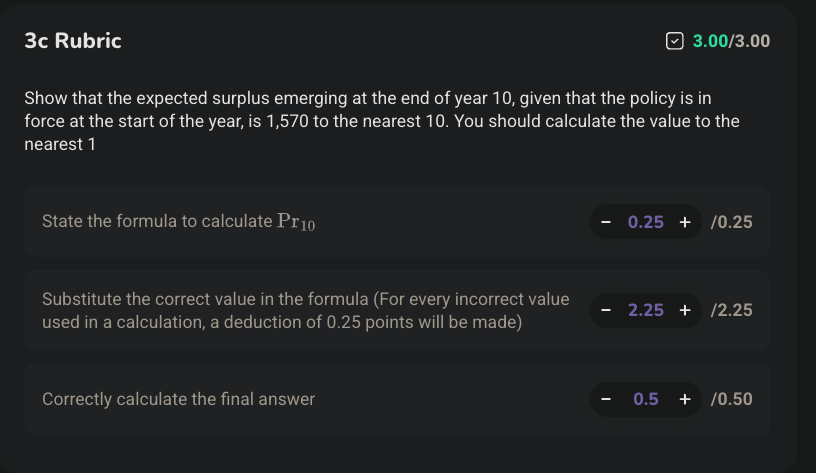 3c Rubric
3.00/3.00
Show that the expected surplus emerging at the end of year 10, given that the policy is in
force at the start of the year, is 1,570 to the nearest 10. You should calculate the value to the
nearest 1
State the formula to calculate Pr₁₀
− 0.25 + /0.25
Substitute the correct value in the formula (For every incorrect value
used in a calculation, a deduction of 0.25 points will be made)
− 2.25 + /2.25
Correctly calculate the final answer
− 0.5 + /0.50